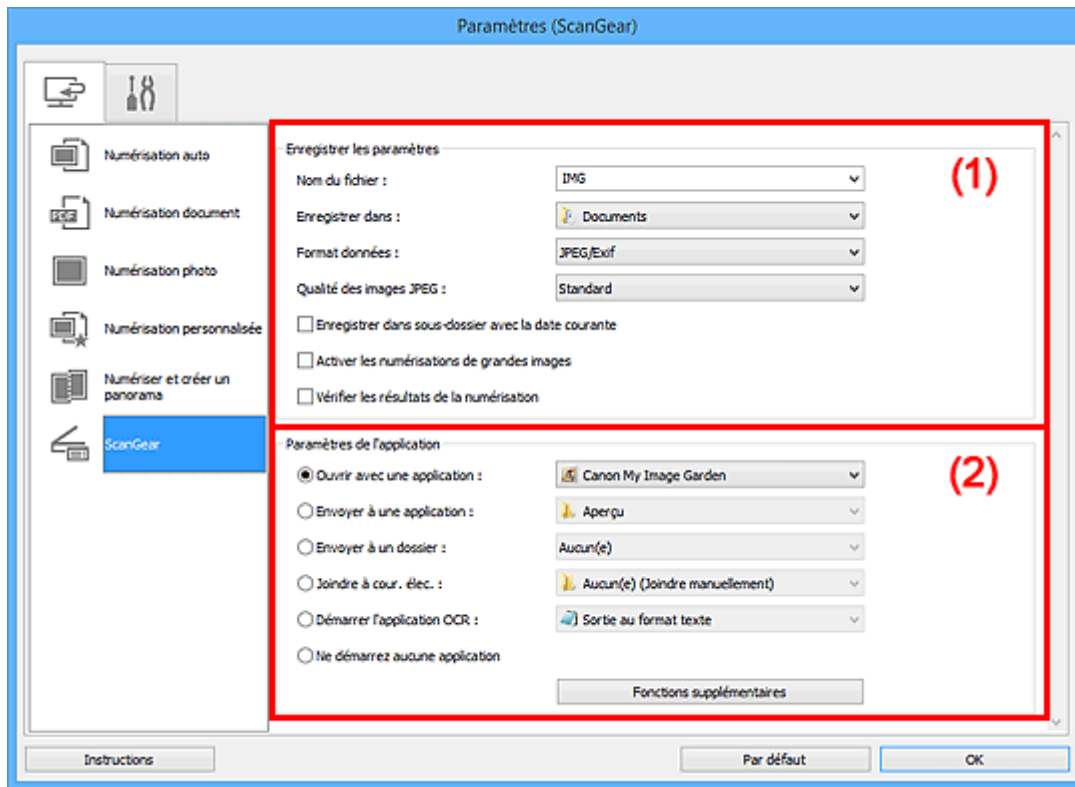 Paramètres (ScanGear)
Numérisation auto
Numérisation document
Numérisation photo
Numérisation personnalisée
Numériser et créer un
panorama
ScanGear
Enregistrer les paramètres
(1)
Nom du fichier : IMG
Enregistrer dans : Documents
Format données : JPEG/Exif
Qualité des images JPEG : Standard
Enregistrer dans sous-dossier avec la date courante
Activer les numérisations de grandes images
Vérifier les résultats de la numérisation
Paramètres de l'application
(2)
Ouvrir avec une application : Canon My Image Garden
Envoyer à une application : Aperçu
Envoyer à un dossier : Aucun(e)
Joindre à cour. élec. : Aucun(e) (Joindre manuellement)
Démarrer l'application OCR : Sortie au format texte
Ne démarrez aucune application
Fonctions supplémentaires
Instructions
Par défaut
OK